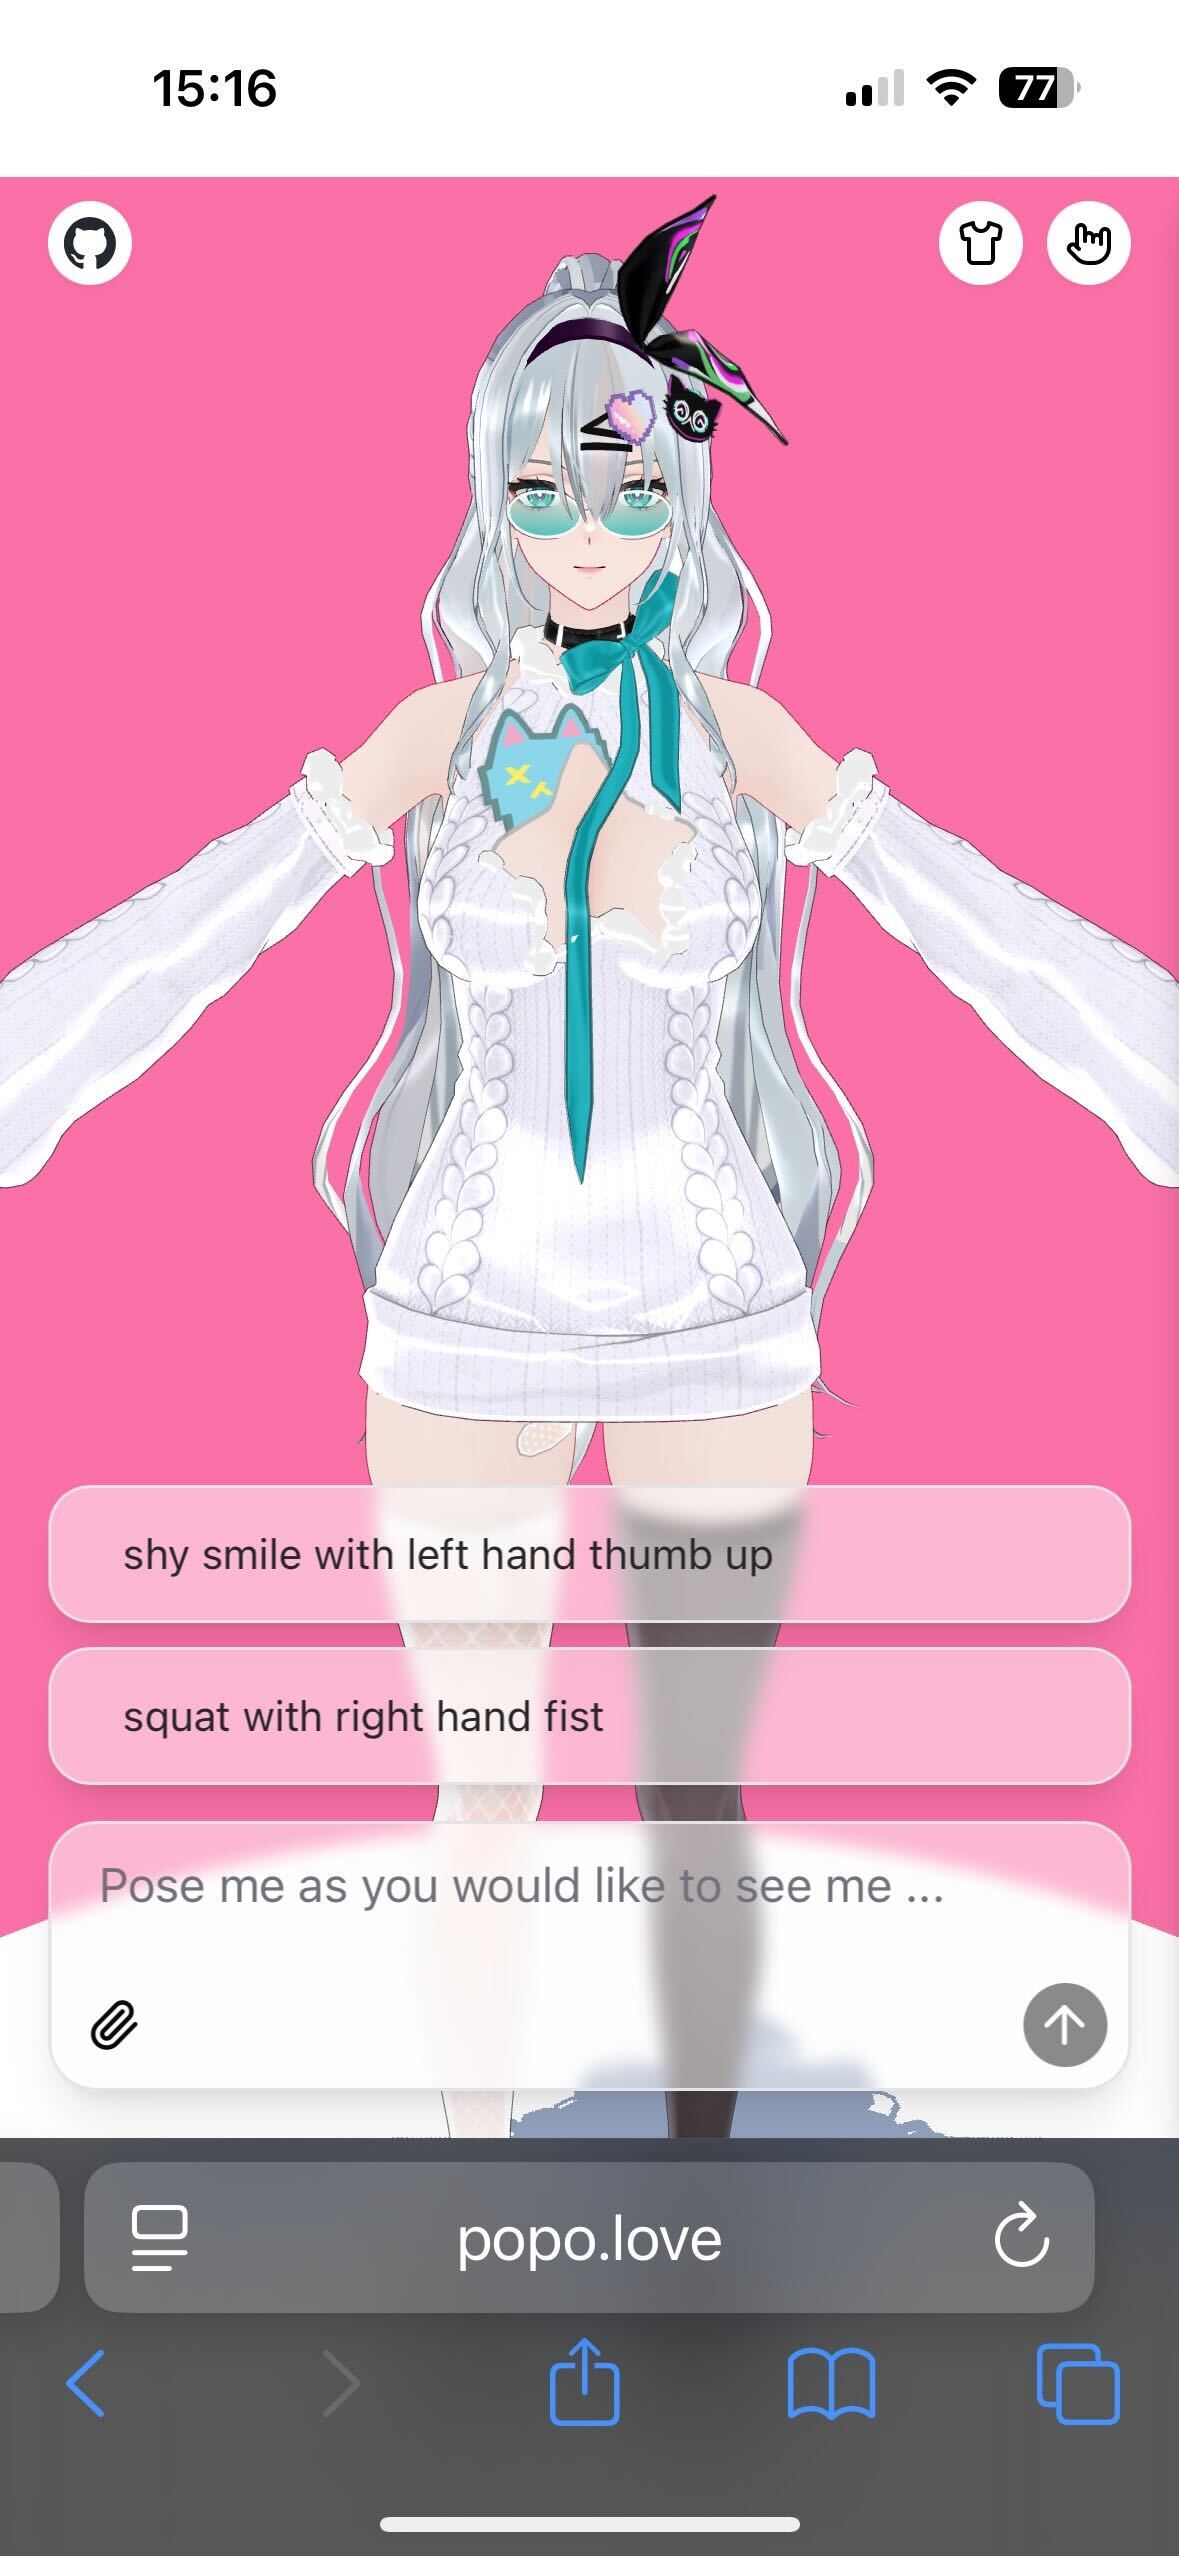 15:16
77
shy smile with left hand thumb up
squat with right hand fist
Pose me as you would like to see me ...
popo.love